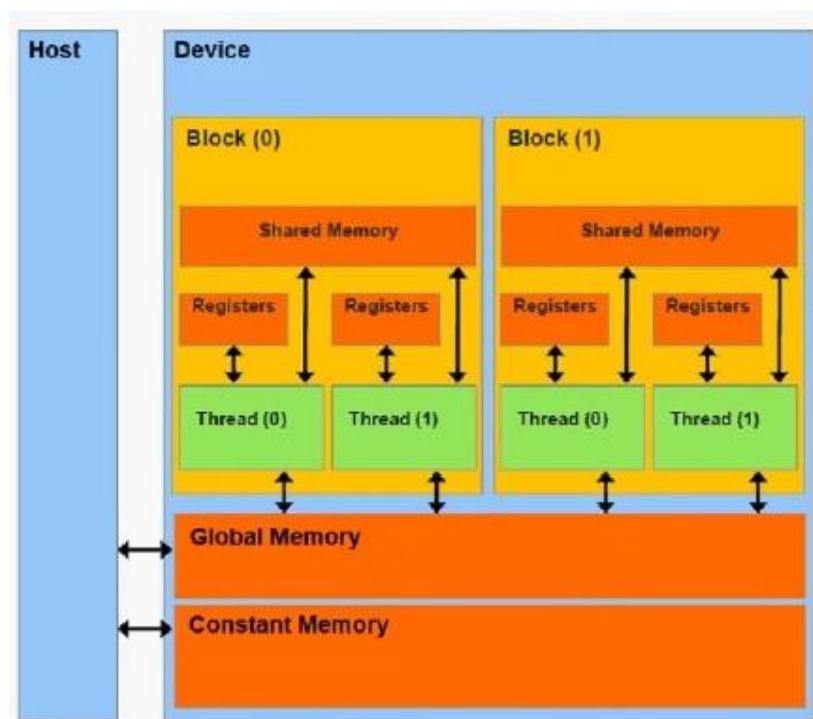 Host
Device
Block (0)
Block (1)
Shared Memory
Shared Memory
Registers
Registers
Registers
Registers
Thread (0)
Thread (1)
Thread (0)
Thread (1)
Global Memory
Constant Memory